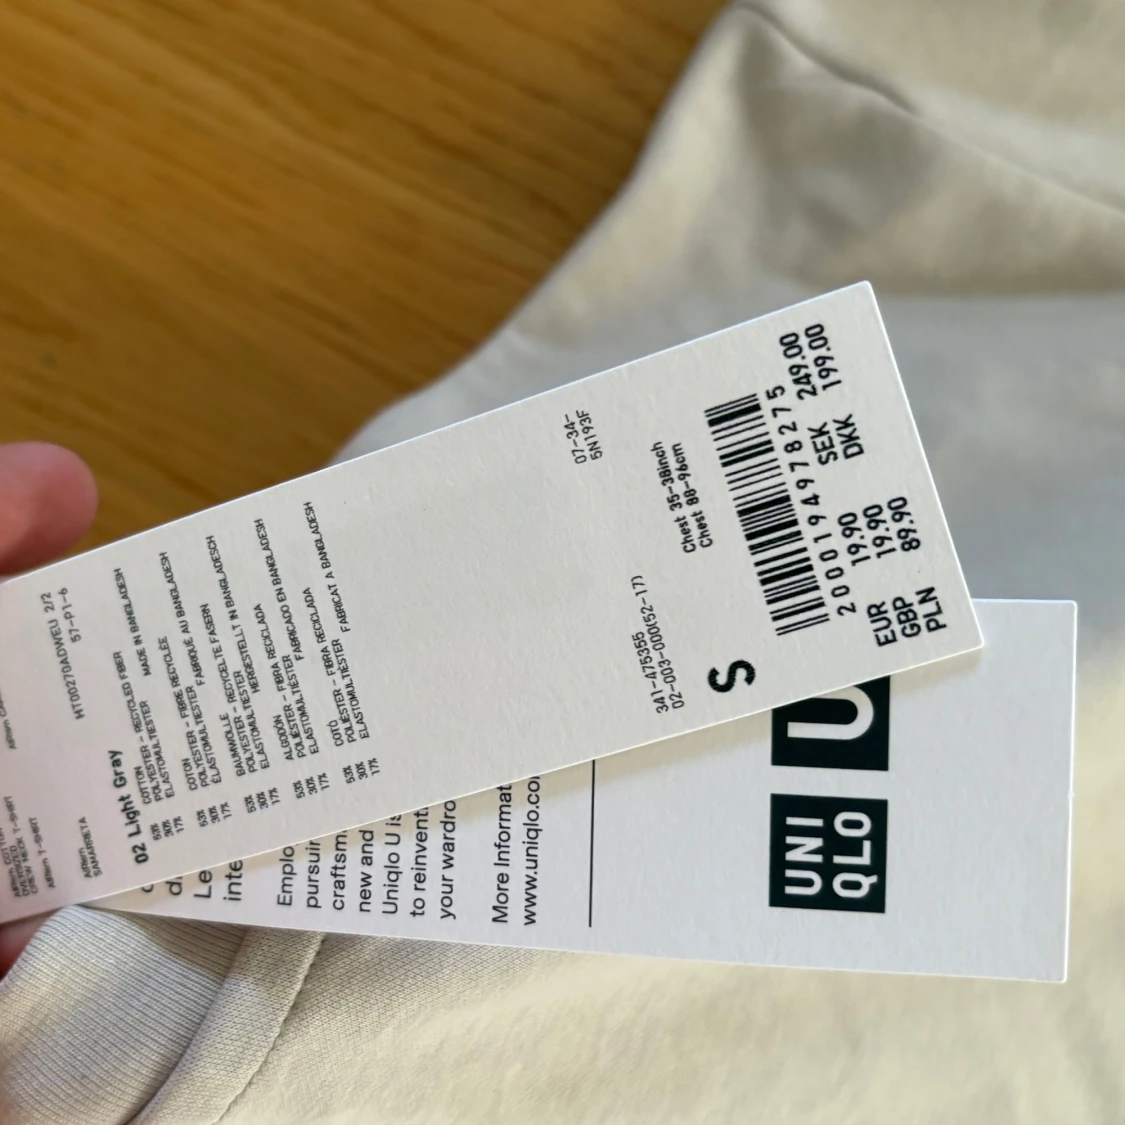 AIRism COTTON
OVERSIZED
CREW NECK T-SHIRT
AIRism T-SHIRT
AIRism
SAMARRETA
HT00270ADWEU 2/2
57-P1-6
02 Light Gray
53% COTTON - RECYCLED FIBER
30% POLYESTER
17% ELASTOMULTIESTER MADE IN BANGLADESH
53% COTON - FIBRE RECYCLÉE
30% POLYESTER
17% ÉLASTOMULTIESTER FABRIQUÉ AU BANGLADESH
53% BAUMWOLLE - RECYCELTE FASERN
30% POLYESTER
17% ELASTOMULTIESTER HERGESTELLT IN BANGLADESCH
53% ALGODÓN - FIBRA RECICLADA
30% POLIÉSTER
17% ELASTOMULTIÉSTER FABRICADO EN BANGLADESH
53% COTÓ - FIBRA RECICLADA
30% POLIÈSTER
17% ELASTOMULTIÈSTER FABRICAT A BANGLADESH
07-34-
5N193F
341-475355
02-003-000(52-17)
S
Chest 35-38inch
Chest 88-96cm
2000194978275
EUR 19.90 SEK 249.00
GBP 19.90 DKK 199.00
PLN 89.90
Le
inte
Emplo
pursuin
craftsm
new and
Uniqlo U is
to reinvent
your wardro
More Informat
www.uniqlo.co
UNI
QLO
U